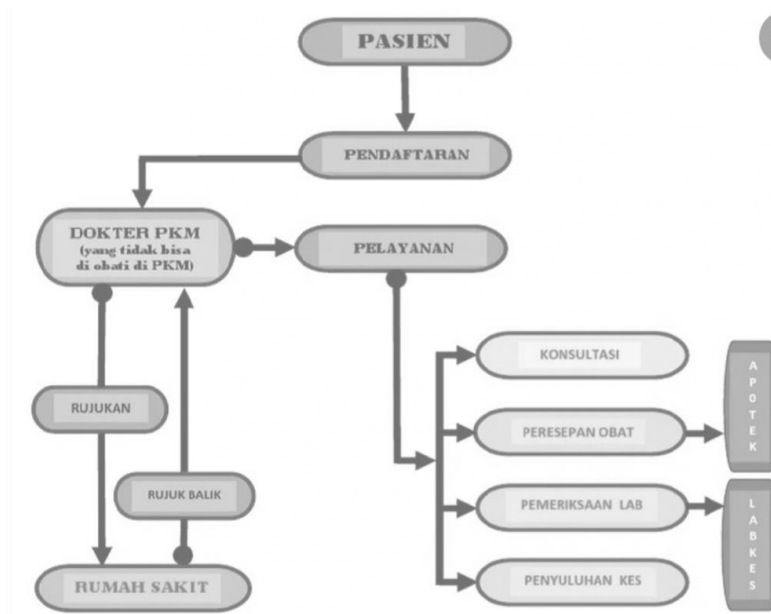 PASIEN
PENDAFTARAN
DOKTER PKM
(yang tidak bisa
di obati di PKM)
PELAYANAN
KONSULTASI
APOTEK
RUJUKAN
PERESEPAN OBAT
RUJUK BALIK
PEMERIKSAAN LAB
LABKES
RUMAH SAKIT
PENYULUHAN KES